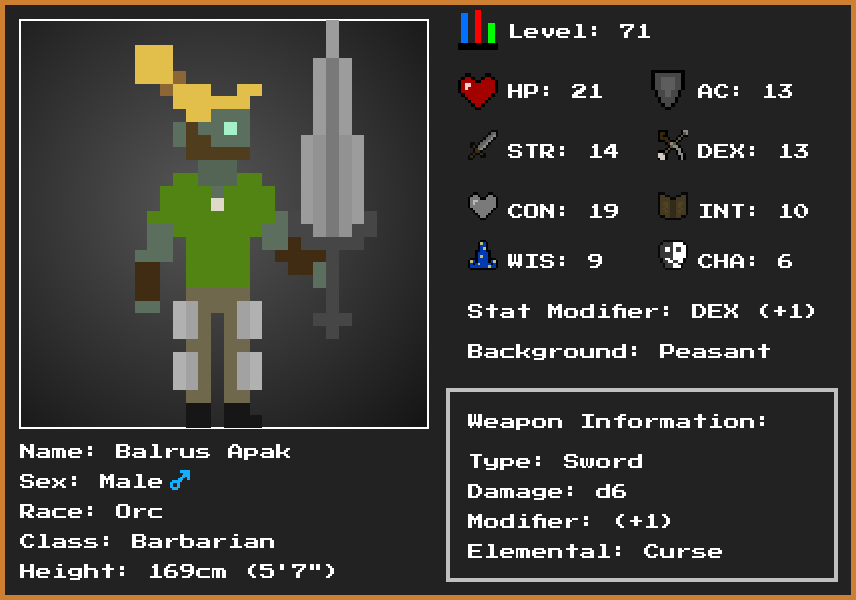 Level: 71
HP: 21 AC: 13
STR: 14 DEX: 13
CON: 19 INT: 10
WIS: 9 CHA: 6
Stat Modifier: DEX (+1)
Background: Peasant
Name: Balrus Apak
Sex: Male ♂
Race: Orc
Class: Barbarian
Height: 169cm (5'7")
Weapon Information:
Type: Sword
Damage: d6
Modifier: (+1)
Elemental: Curse